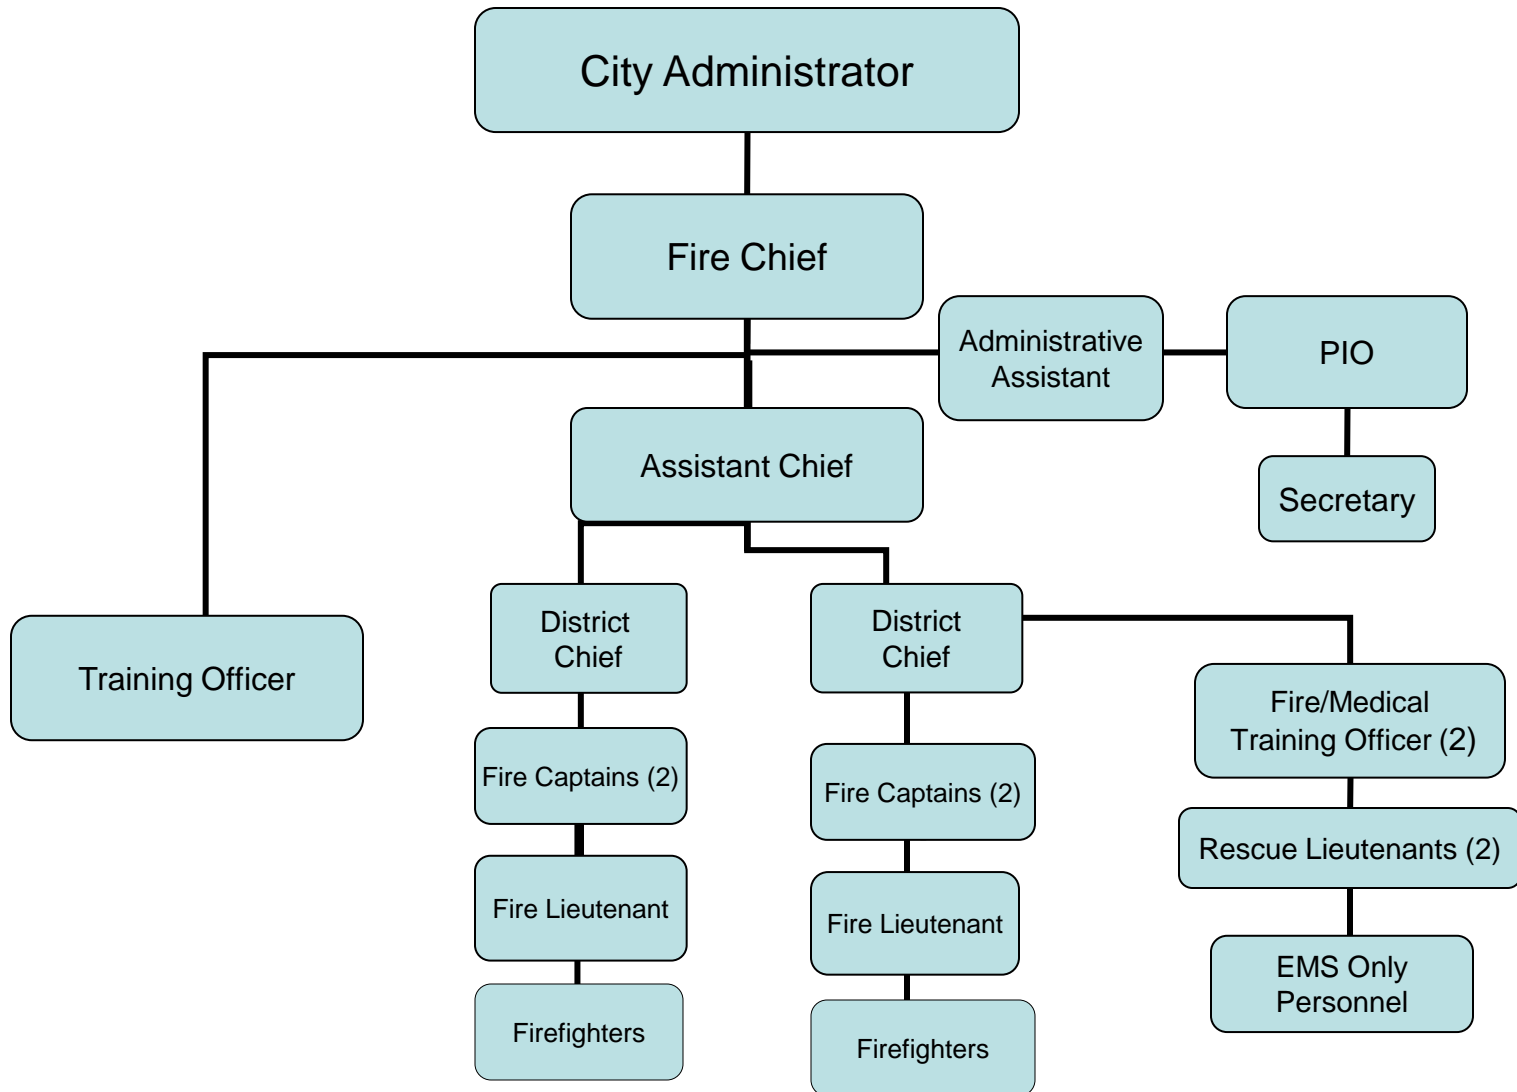 City Administrator
Fire Chief
Administrative
Assistant
PIO
Assistant Chief
Secretary
Training Officer
District
Chief
District
Chief
Fire/Medical
Training Officer (2)
Fire Captains (2)
Fire Captains (2)
Rescue Lieutenants (2)
Fire Lieutenant
Fire Lieutenant
EMS Only
Personnel
Firefighters
Firefighters